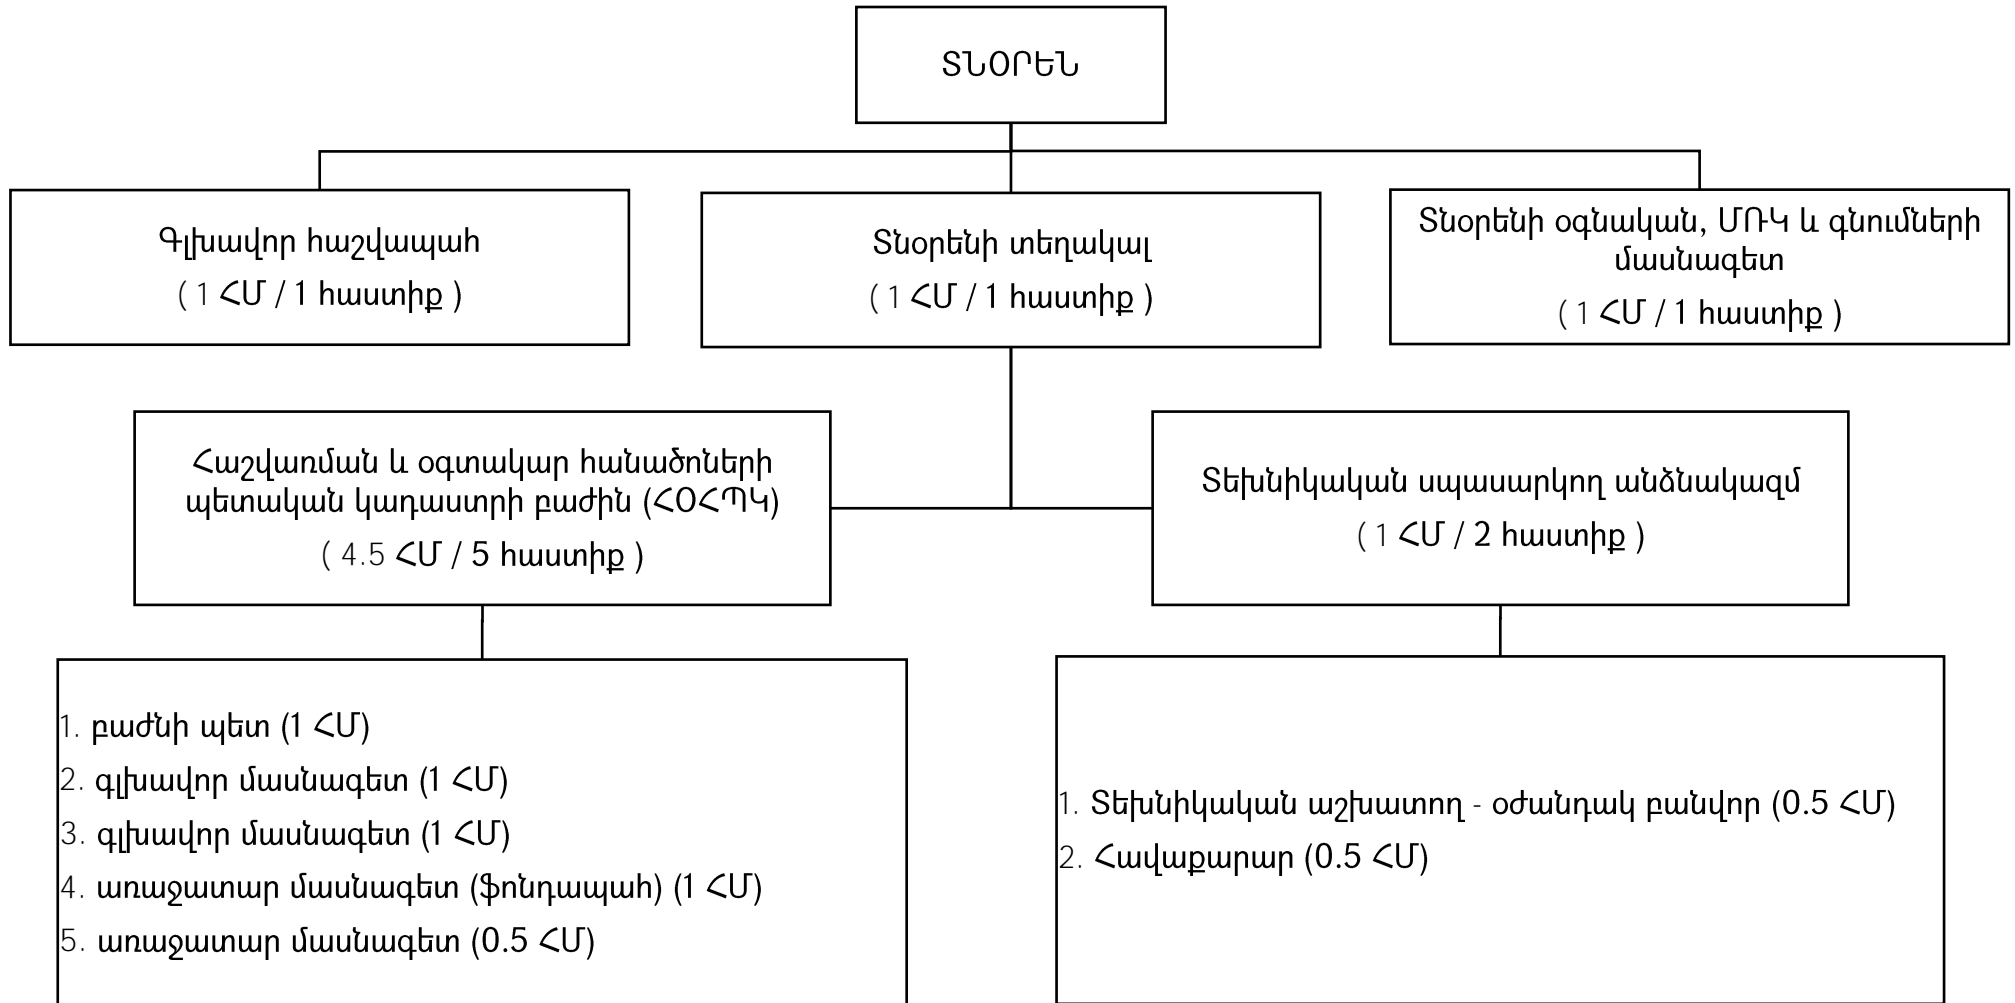 ՏՆՕՐԵՆ
Գլխավոր հաշվապահ
( 1 ՀՄ / 1 հաստիք )
Տնօրենի տեղակալ
( 1 ՀՄ / 1 հաստիք )
Տնօրենի օգնական, ՄՌԿ և գնումների
մասնագետ
( 1 ՀՄ / 1 հաստիք )
Հաշվառման և օգտակար հանածոների
պետական կադաստրի բաժին (ՀՕՀՊԿ)
( 4.5 ՀՄ / 5 հաստիք )
Տեխնիկական սպասարկող անձնակազմ
( 1 ՀՄ / 2 հաստիք )
1. բաժնի պետ (1 ՀՄ)
2. գլխավոր մասնագետ (1 ՀՄ)
3. գլխավոր մասնագետ (1 ՀՄ)
4. առաջատար մասնագետ (ֆոնդապահ) (1 ՀՄ)
5. առաջատար մասնագետ (0.5 ՀՄ)
1. Տեխնիկական աշխատող - օժանդակ բանվոր (0.5 ՀՄ)
2. Հավաքարար (0.5 ՀՄ)